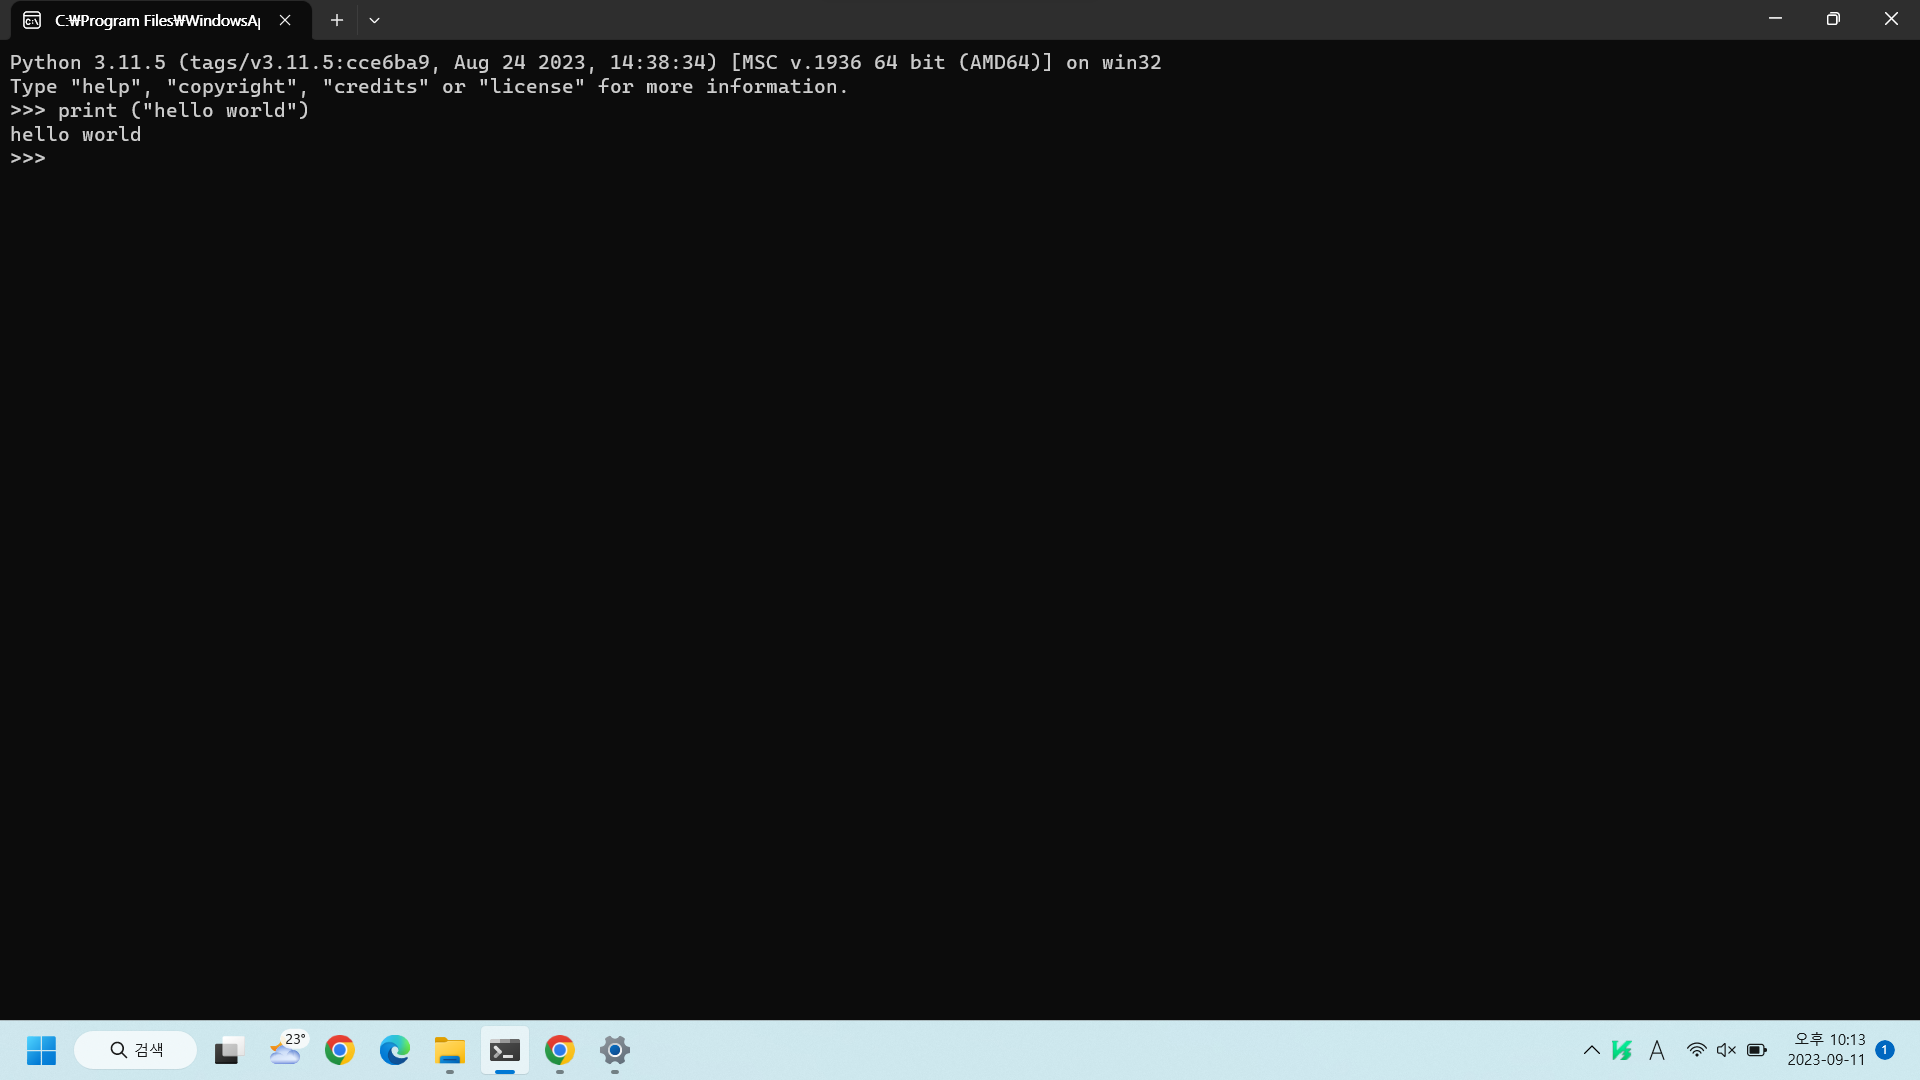 C:₩Program Files₩WindowsAp
Python 3.11.5 (tags/v3.11.5:cce6ba9, Aug 24 2023, 14:38:34) [MSC v.1936 64 bit (AMD64)] on win32
Type "help", "copyright", "credits" or "license" for more information.
>>> print ("hello world")
hello world
>>>
검색
23°
A
오후 10:13
2023-09-11
1